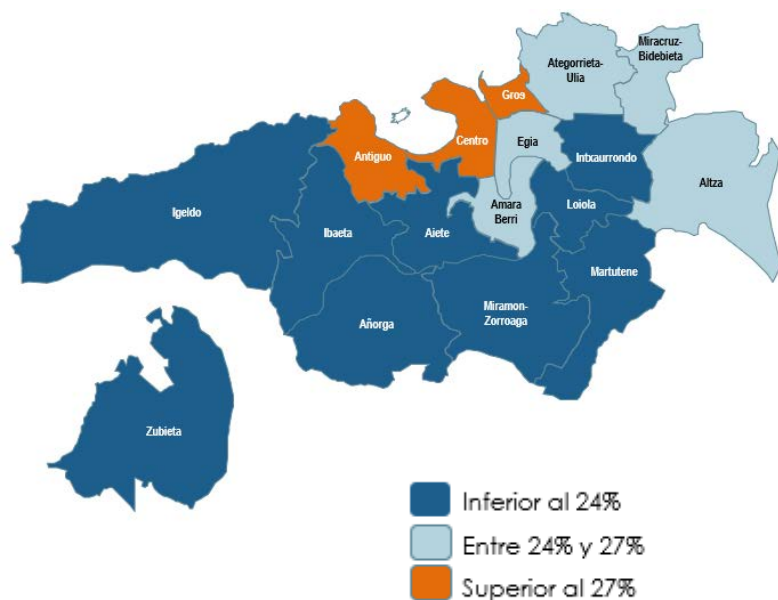 Miracruz-
Bidebieta
Ategorrieta-
Ulia
Gros
Centro
Egia
Antiguo
Intxaurrondo
Altza
Amara
Berri
Loiola
Igeldo
Ibaeta
Aiete
Martutene
Añorga
Miramon-
Zorroaga
Zubieta
Inferior al 24%
Entre 24% y 27%
Superior al 27%